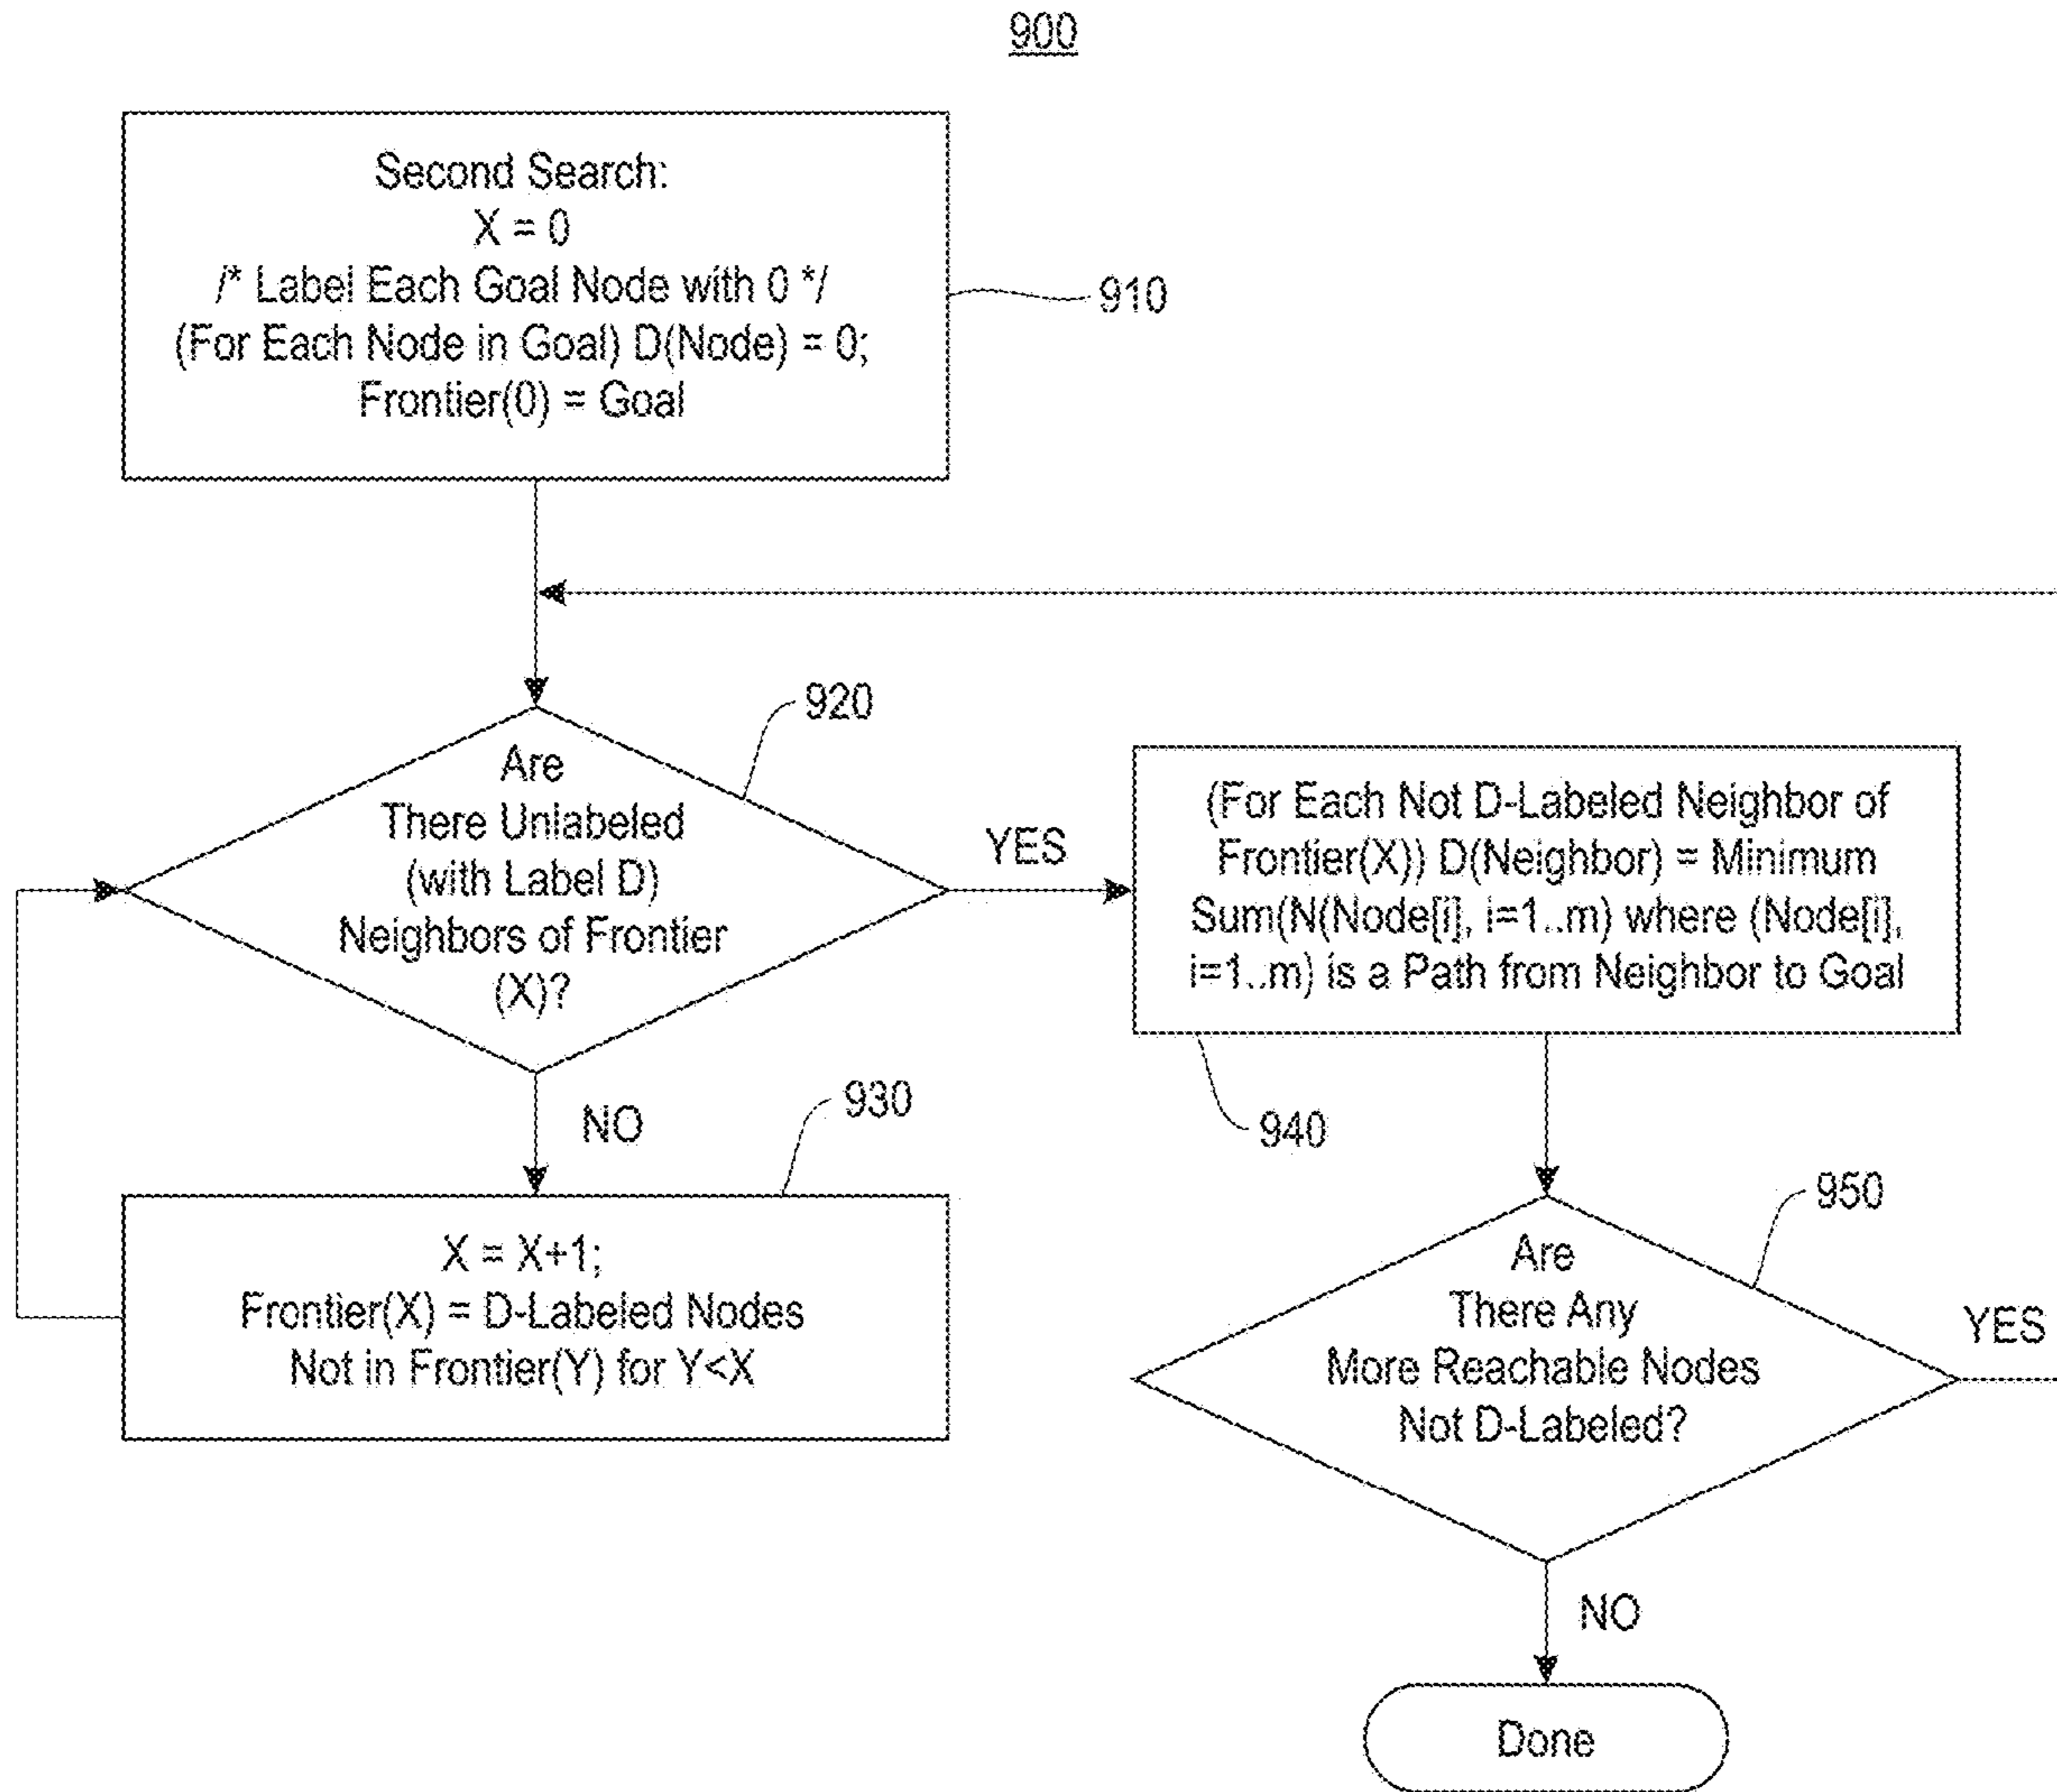 900
Second Search:
X = 0
/* Label Each Goal Node with 0 */
(For Each Node in Goal) D(Node) = 0;
Frontier(0) = Goal
910
920
Are
There Unlabeled
(with Label D)
Neighbors of Frontier
(X)?
YES
(For Each Not D-Labeled Neighbor of
Frontier(X)) D(Neighbor) = Minimum
Sum(N(Node[i], i=1..m) where (Node[i],
i=1..m) is a Path from Neighbor to Goal
940
NO
930
X = X+1;
Frontier(X) = D-Labeled Nodes
Not in Frontier(Y) for Y<X
950
Are
There Any
More Reachable Nodes
Not D-Labeled?
YES
NO
Done